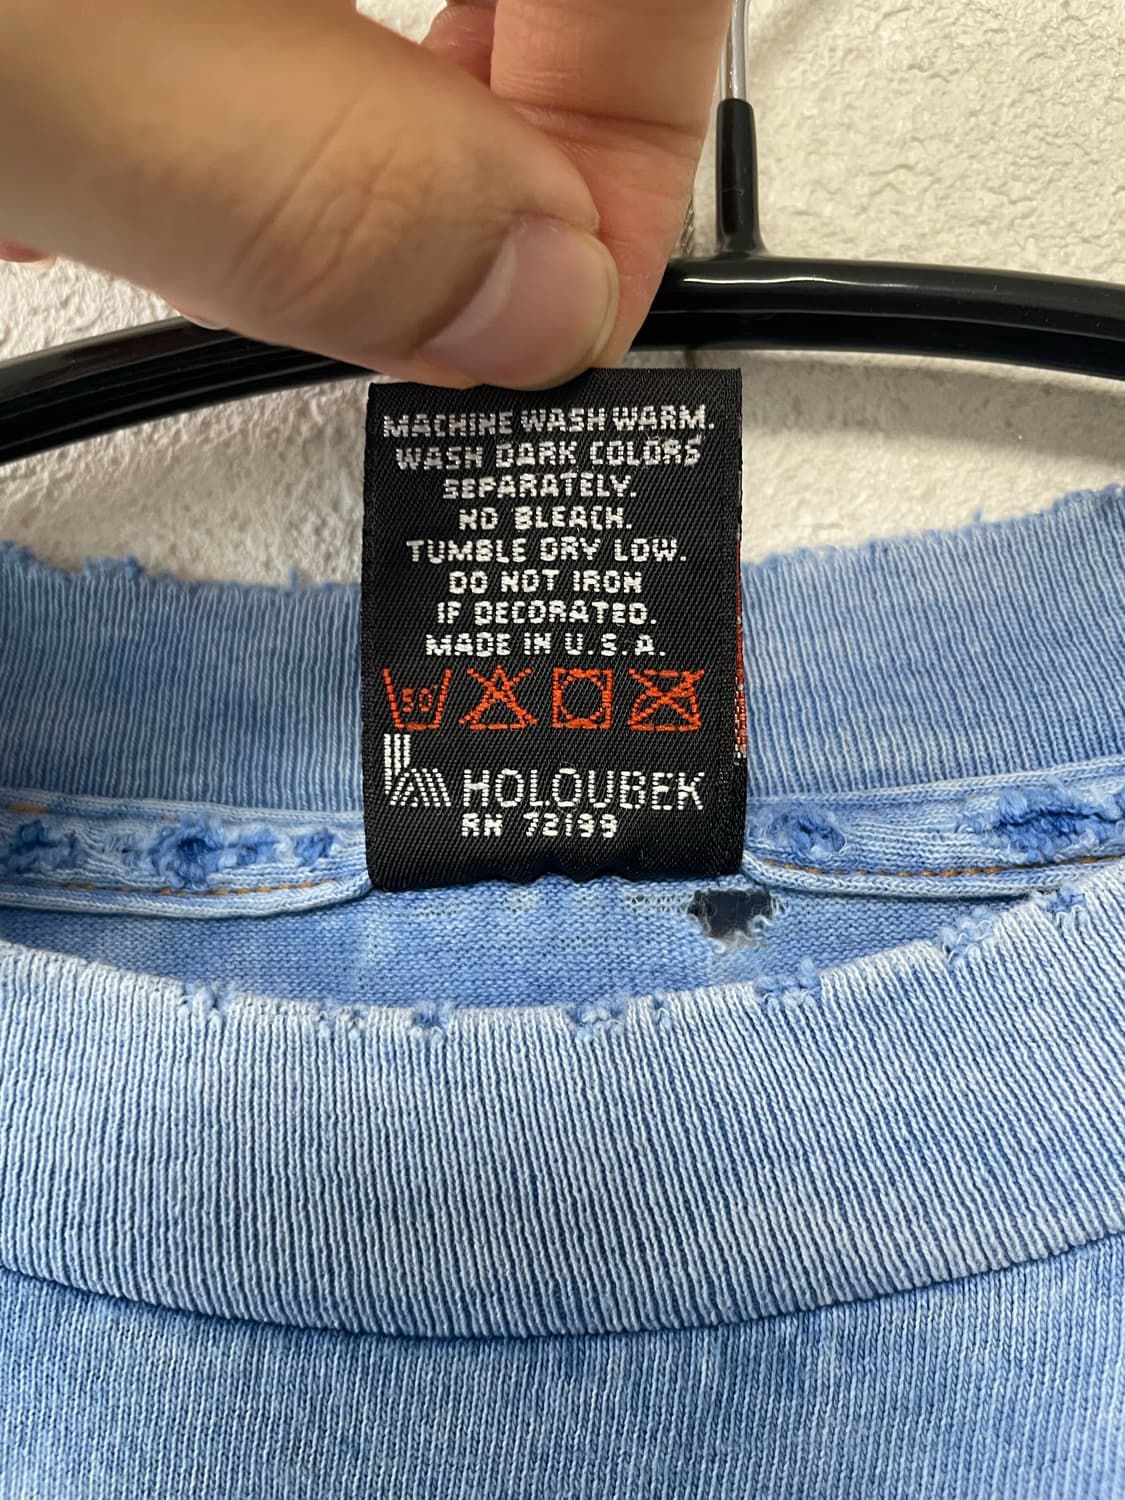 MACHINE WASH WARM.
WASH DARK COLORS
SEPARATELY.
NO BLEACH.
TUMBLE DRY LOW.
DO NOT IRON
IF DECORATED.
MADE IN U.S.A.
50
HOLOUBEK
RN 72199